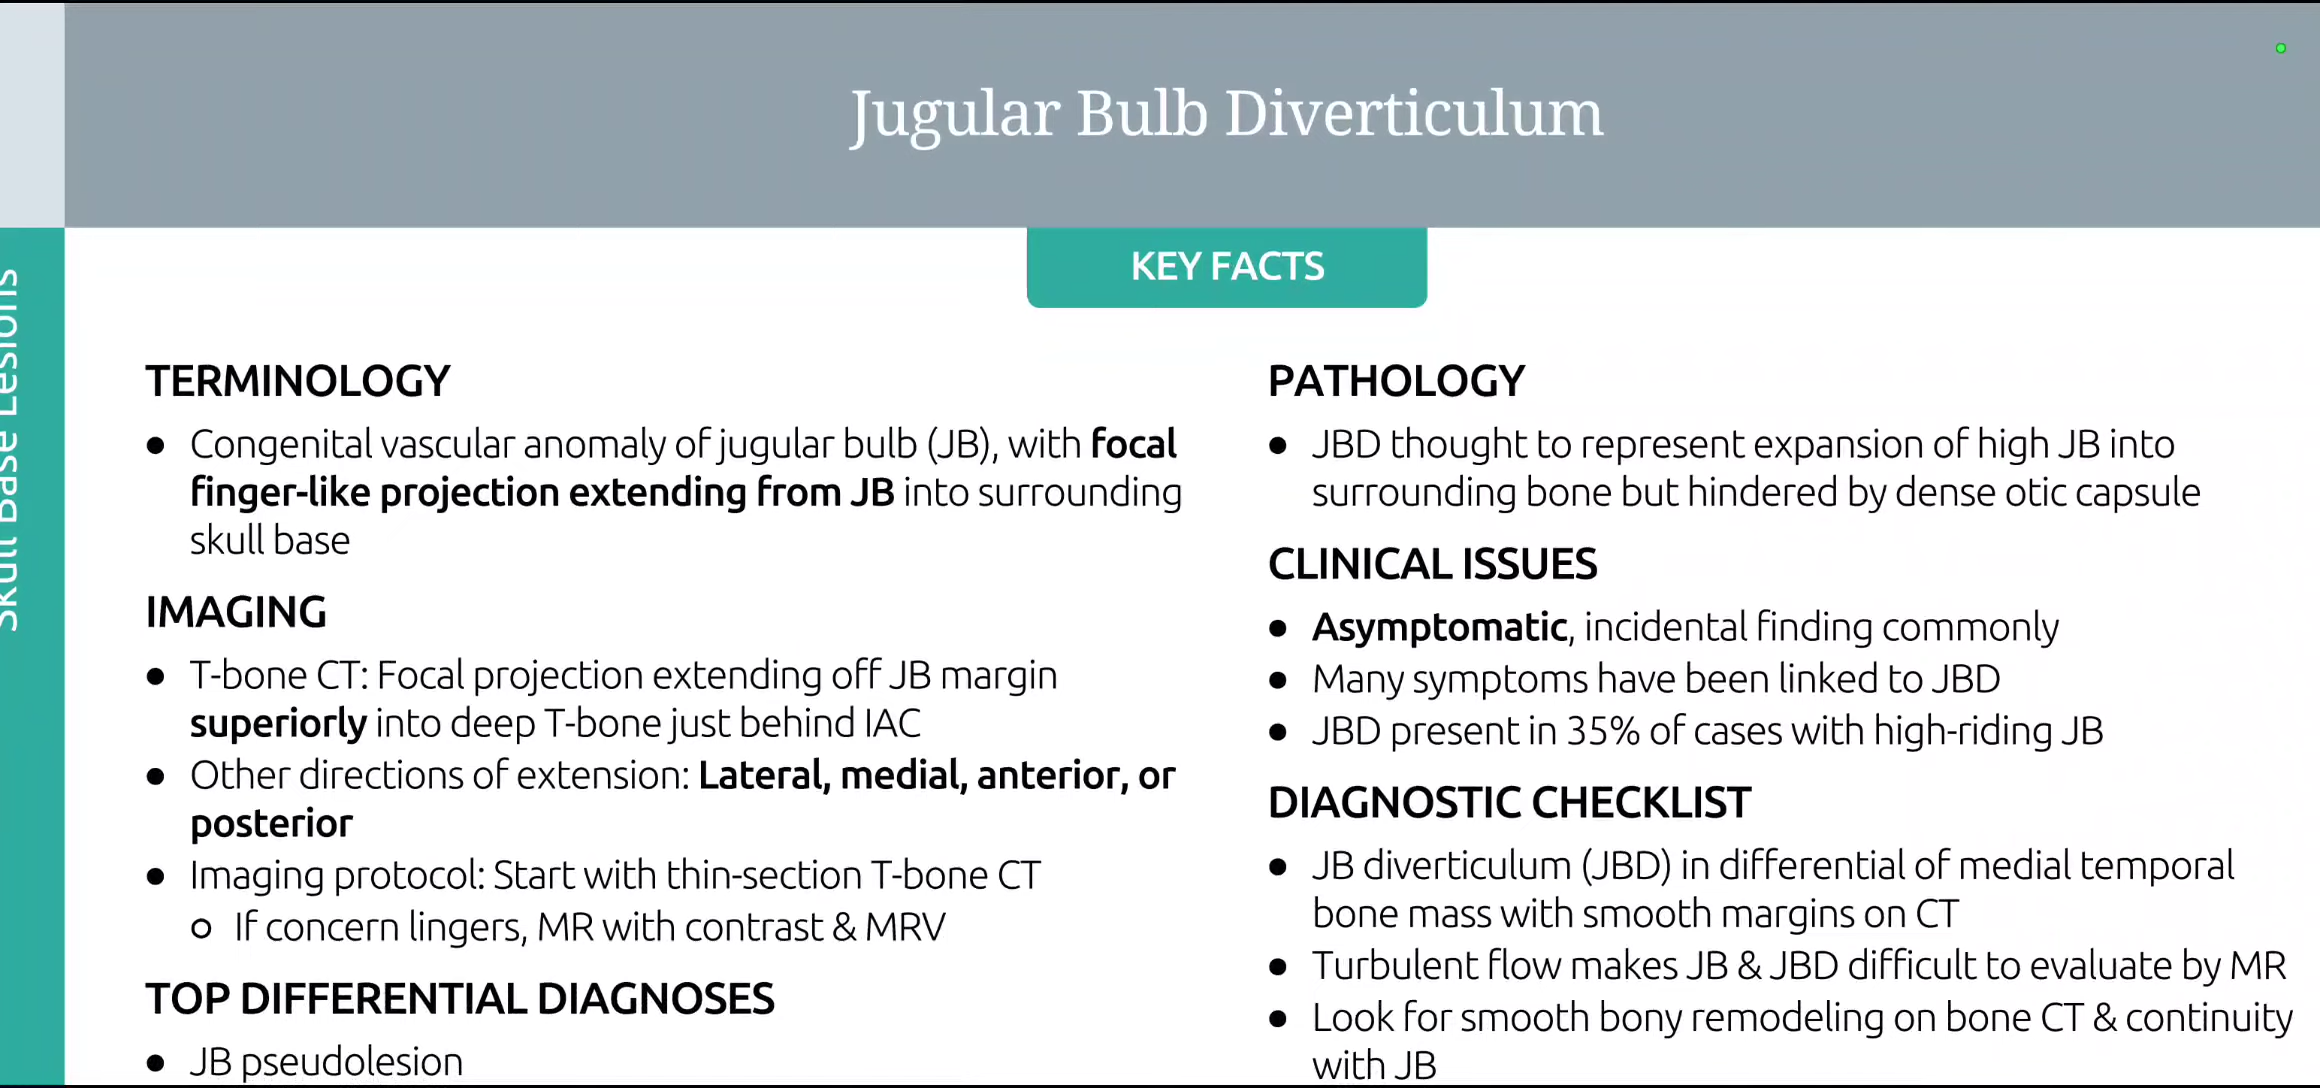 Jugular Bulb Diverticulum
Skull Base Lesions
KEY FACTS
TERMINOLOGY
• Congenital vascular anomaly of jugular bulb (JB), with focal
finger-like projection extending from JB into surrounding
skull base
IMAGING
• T-bone CT: Focal projection extending off JB margin
superiorly into deep T-bone just behind IAC
• Other directions of extension: Lateral, medial, anterior, or
posterior
• Imaging protocol: Start with thin-section T-bone CT
○ If concern lingers, MR with contrast & MRV
TOP DIFFERENTIAL DIAGNOSES
• JB pseudolesion
PATHOLOGY
• JBD thought to represent expansion of high JB into
surrounding bone but hindered by dense otic capsule
CLINICAL ISSUES
• Asymptomatic, incidental finding commonly
• Many symptoms have been linked to JBD
• JBD present in 35% of cases with high-riding JB
DIAGNOSTIC CHECKLIST
• JB diverticulum (JBD) in differential of medial temporal
bone mass with smooth margins on CT
• Turbulent flow makes JB & JBD difficult to evaluate by MR
• Look for smooth bony remodeling on bone CT & continuity
with JB